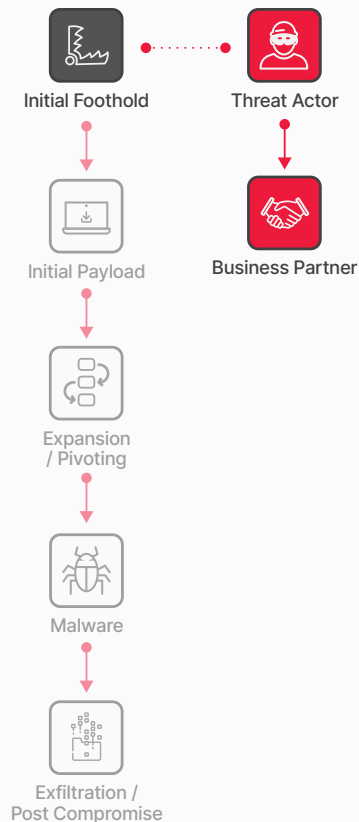 Initial Foothold
Threat Actor
Initial Payload
Business Partner
Expansion
/ Pivoting
Malware
Exfiltration /
Post Compromise